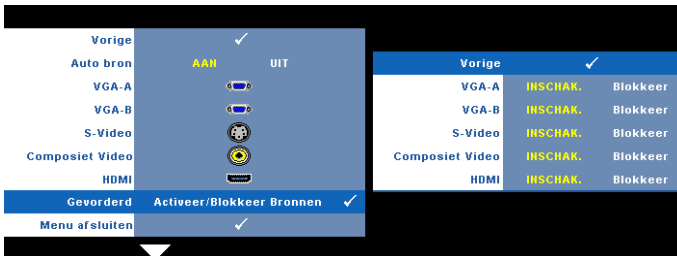 Vorige
Auto bron AAN UIT
VGA-A
VGA-B
S-Video
Composiet Video
HDMI
Gevorderd Activeer/Blokkeer Bronnen
Menu afsluiten
Vorige
VGA-A INSCHAK. Blokkeer
VGA-B INSCHAK. Blokkeer
S-Video INSCHAK. Blokkeer
Composiet Video INSCHAK. Blokkeer
HDMI INSCHAK. Blokkeer